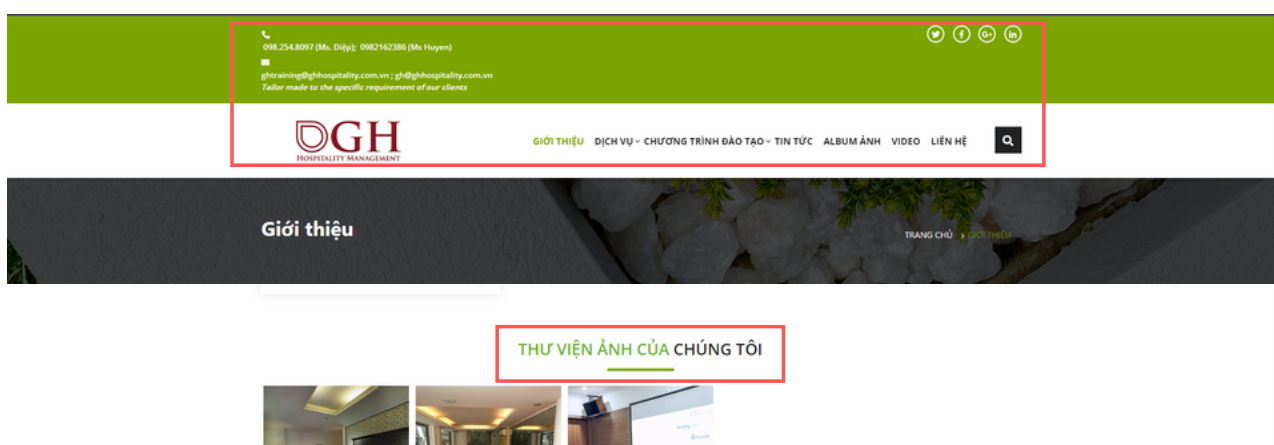 098.254.8097 (Ms. Diệp); 0982162386 (Ms Huyen)
ghtraining@ghhospitality.com.vn ; gh@ghhospitality.com.vn
Tailor made to the specific requirement of our clients
GH
HOSPITALITY MANAGEMENT
GIỚI THIỆU DỊCH VỤ CHƯƠNG TRÌNH ĐÀO TẠO TIN TỨC ALBUM ẢNH VIDEO LIÊN HỆ
Giới thiệu
TRANG CHỦ > GIỚI THIỆU
THƯ VIỆN ẢNH CỦA CHÚNG TÔI